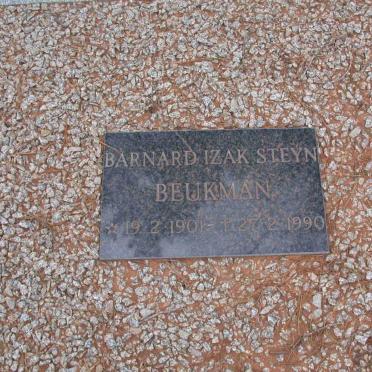 BARNARD IZAK STEYN
BEUKMAN
* 19·2·1901 - † 27·2·1990